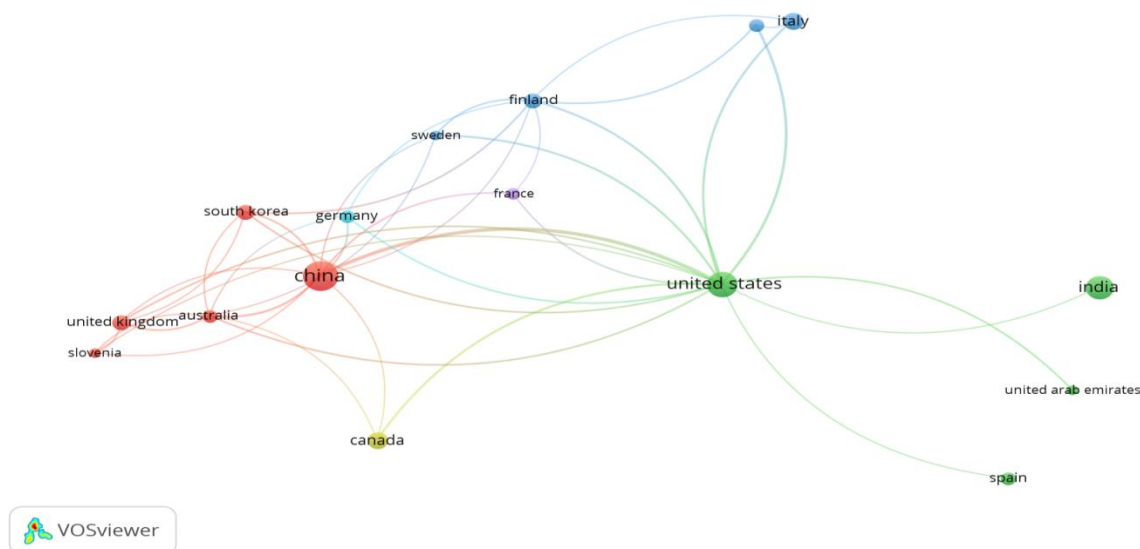 italy
finland
sweden
france
south korea
germany
china
united states
india
united kingdom
australia
slovenia
united arab emirates
canada
spain
VOSviewer